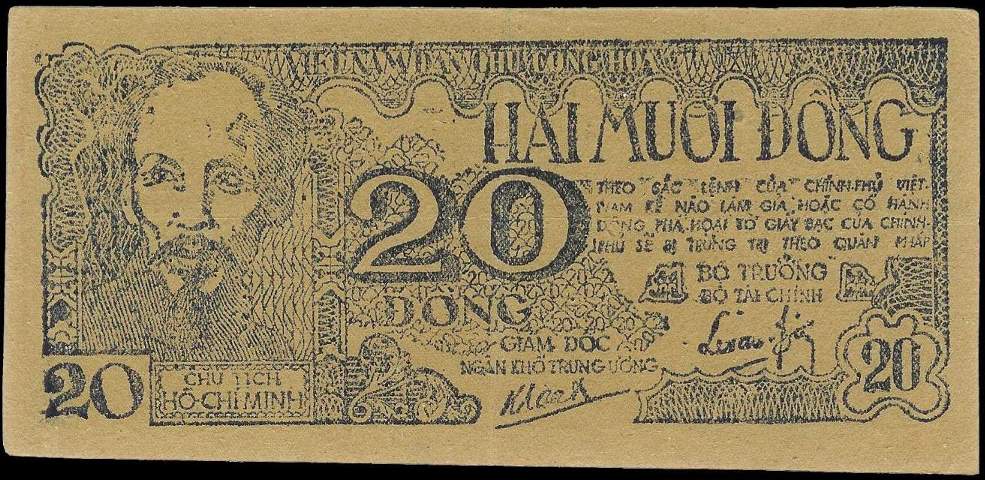 VIỆT-NAM DÂN CHỦ CỘNG HÒA
HAI MƯƠI ĐỒNG
20
ĐỒNG
THEO SẮC LỆNH CỦA CHÍNH-PHỦ VIỆT-
NAM KẺ NÀO LÀM GIẢ, HOẶC CÓ HÀNH
ĐỘNG PHÁ HOẠI TỜ GIẤY BẠC CỦA CHÍNH-
PHỦ SẼ BỊ TRỪNG TRỊ THEO QUÂN PHÁP
BỘ TRƯỞNG
BỘ TÀI CHÍNH
GIÁM ĐỐC
NGÂN KHỐ TRUNG ƯƠNG
20
CHỦ TỊCH
HỒ-CHÍ MINH
20